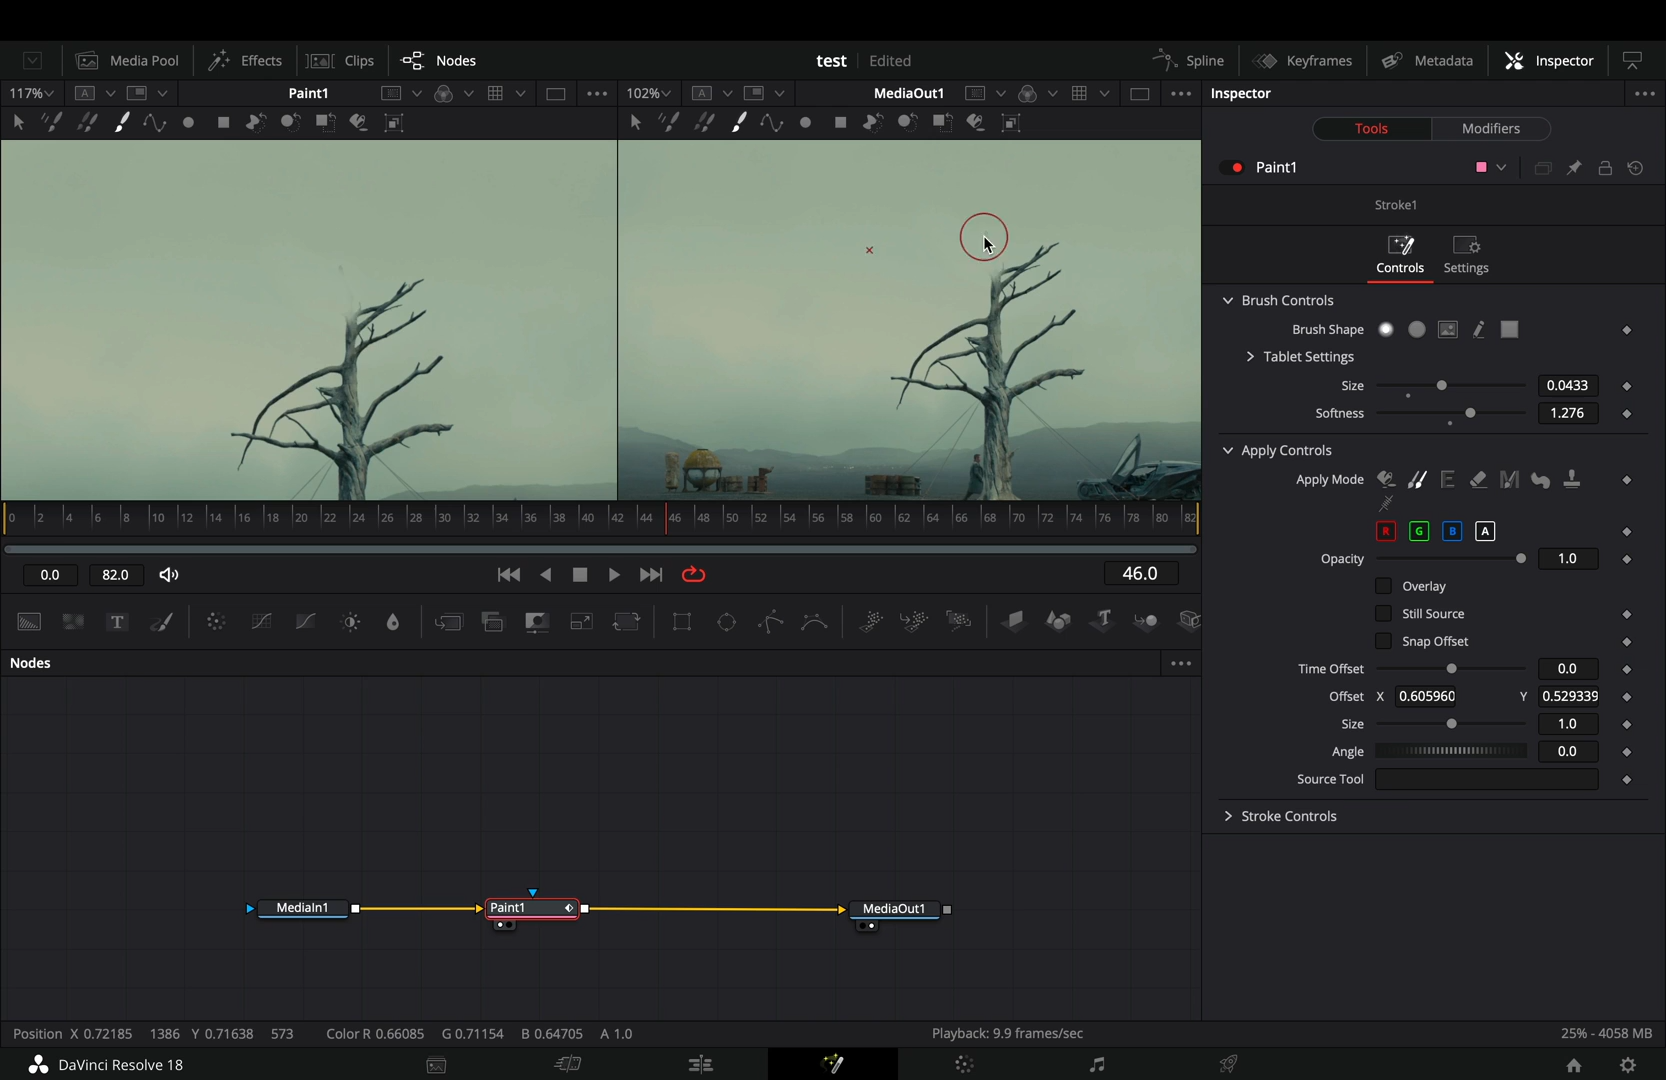 Media Pool Effects Clips Nodes test Edited Spline Keyframes Metadata Inspector
117% A Paint1 102% A MediaOut1 Inspector
Tools Modifiers
Paint1
Stroke1
Controls Settings
Brush Controls
Brush Shape
Tablet Settings
Size 0.0433
Softness 1.276
Apply Controls
Apply Mode E M
R G B A
Opacity 1.0
Overlay
Still Source
Snap Offset
Time Offset 0.0
Offset X 0.605960 Y 0.529339
Size 1.0
Angle 0.0
Source Tool
Stroke Controls
0 2 4 6 8 10 12 14 16 18 20 22 24 26 28 30 32 34 36 38 40 42 44 46 48 50 52 54 56 58 60 62 64 66 68 70 72 74 76 78 80 82
0.0 82.0 46.0
T T
Nodes
MediaIn1 Paint1 MediaOut1
Position X 0.72185 1386 Y 0.71638 573 Color R 0.66085 G 0.71154 B 0.64705 A 1.0 Playback: 9.9 frames/sec 25% - 4058 MB
DaVinci Resolve 18